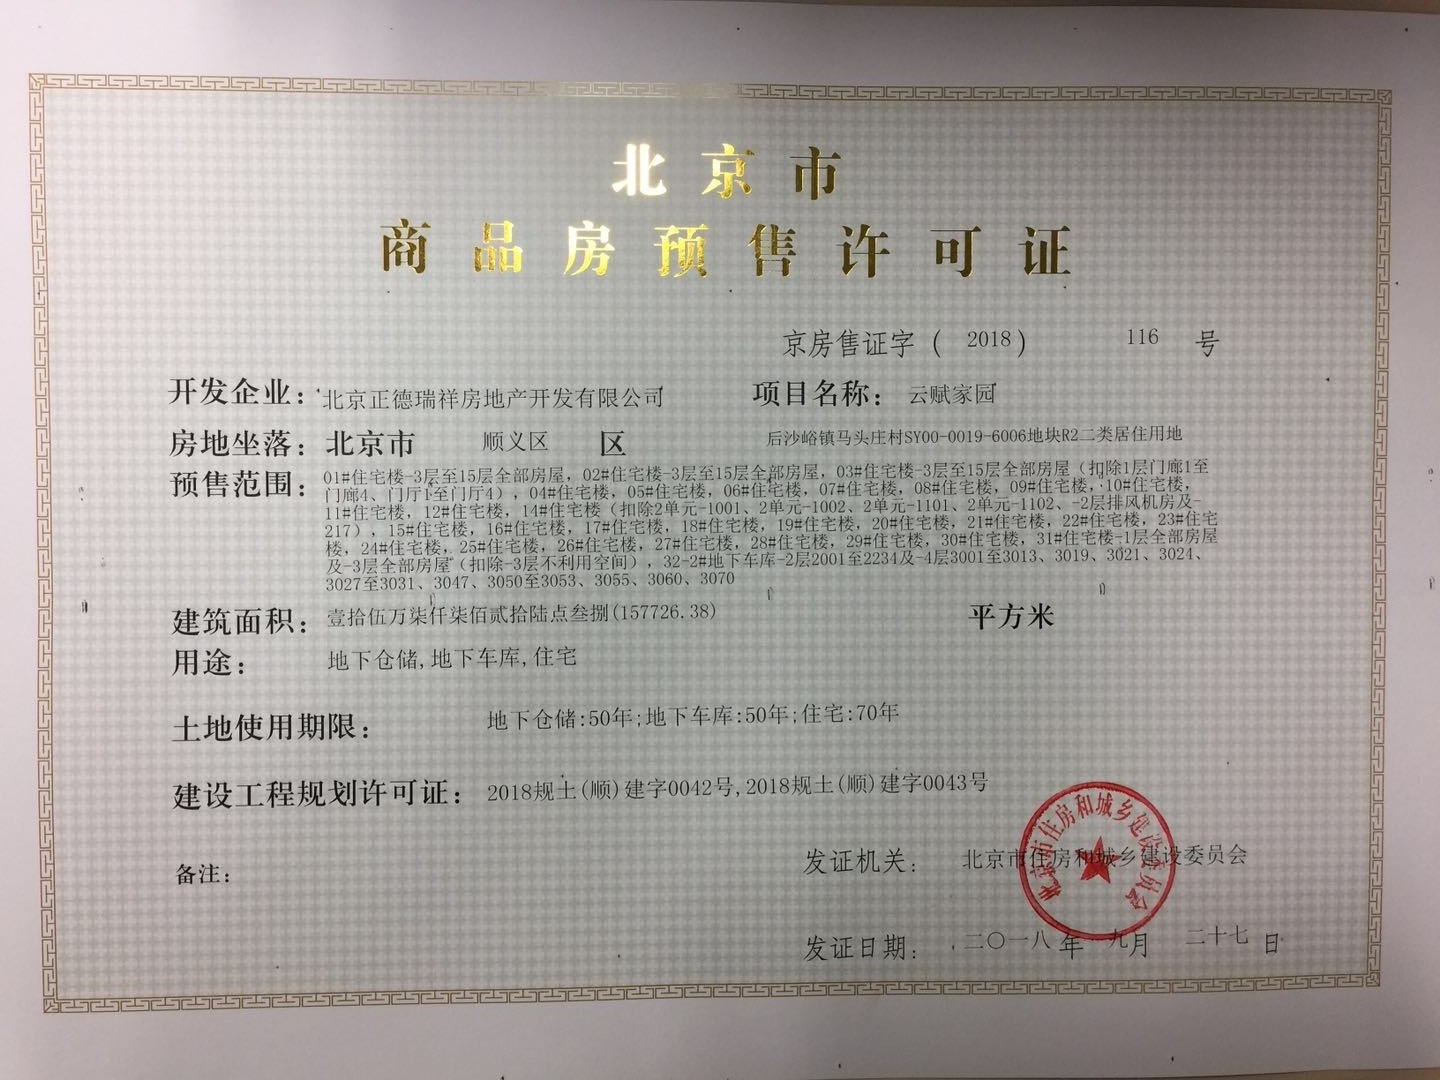 北京市
商品房预售许可证
京房售证字（2018）116号
开发企业：北京正德瑞祥房地产开发有限公司 项目名称：云赋家园
房地坐落：北京市 顺义区 区 后沙峪镇马头庄村SY00-0019-6006地块R2二类居住用地
预售范围：01#住宅楼-3层至15层全部房屋，02#住宅楼-3层至15层全部房屋，03#住宅楼-3层至15层全部房屋（扣除1层门廊1至
门廊4、门厅1至门厅4），04#住宅楼，05#住宅楼，06#住宅楼，07#住宅楼，08#住宅楼，09#住宅楼，10#住宅楼，
11#住宅楼，12#住宅楼，14#住宅楼（扣除2单元-1001、2单元-1002、2单元-1101、2单元-1102、-2层排风机房及-
217），15#住宅楼，16#住宅楼，17#住宅楼，18#住宅楼，19#住宅楼，20#住宅楼，21#住宅楼，22#住宅楼，23#住宅
楼，24#住宅楼，25#住宅楼，26#住宅楼，27#住宅楼，28#住宅楼，29#住宅楼，30#住宅楼，31#住宅楼-1层全部房屋
及-3层全部房屋（扣除-3层不利用空间），32-2#地下车库-2层2001至2234及-4层3001至3013、3019、3021、3024、
3027至3031、3047、3050至3053、3055、3060、3070
建筑面积：壹拾伍万柒仟柒佰贰拾陆点叁捌(157726.38) 平方米
用途：地下仓储,地下车库,住宅
土地使用期限：地下仓储:50年;地下车库:50年;住宅:70年
建设工程规划许可证：2018规土(顺)建字0042号,2018规土(顺)建字0043号
备注：
发证机关：北京市住房和城乡建设委员会
北京市住房和城乡建设委员会
发证日期：二〇一八年九月二十七日